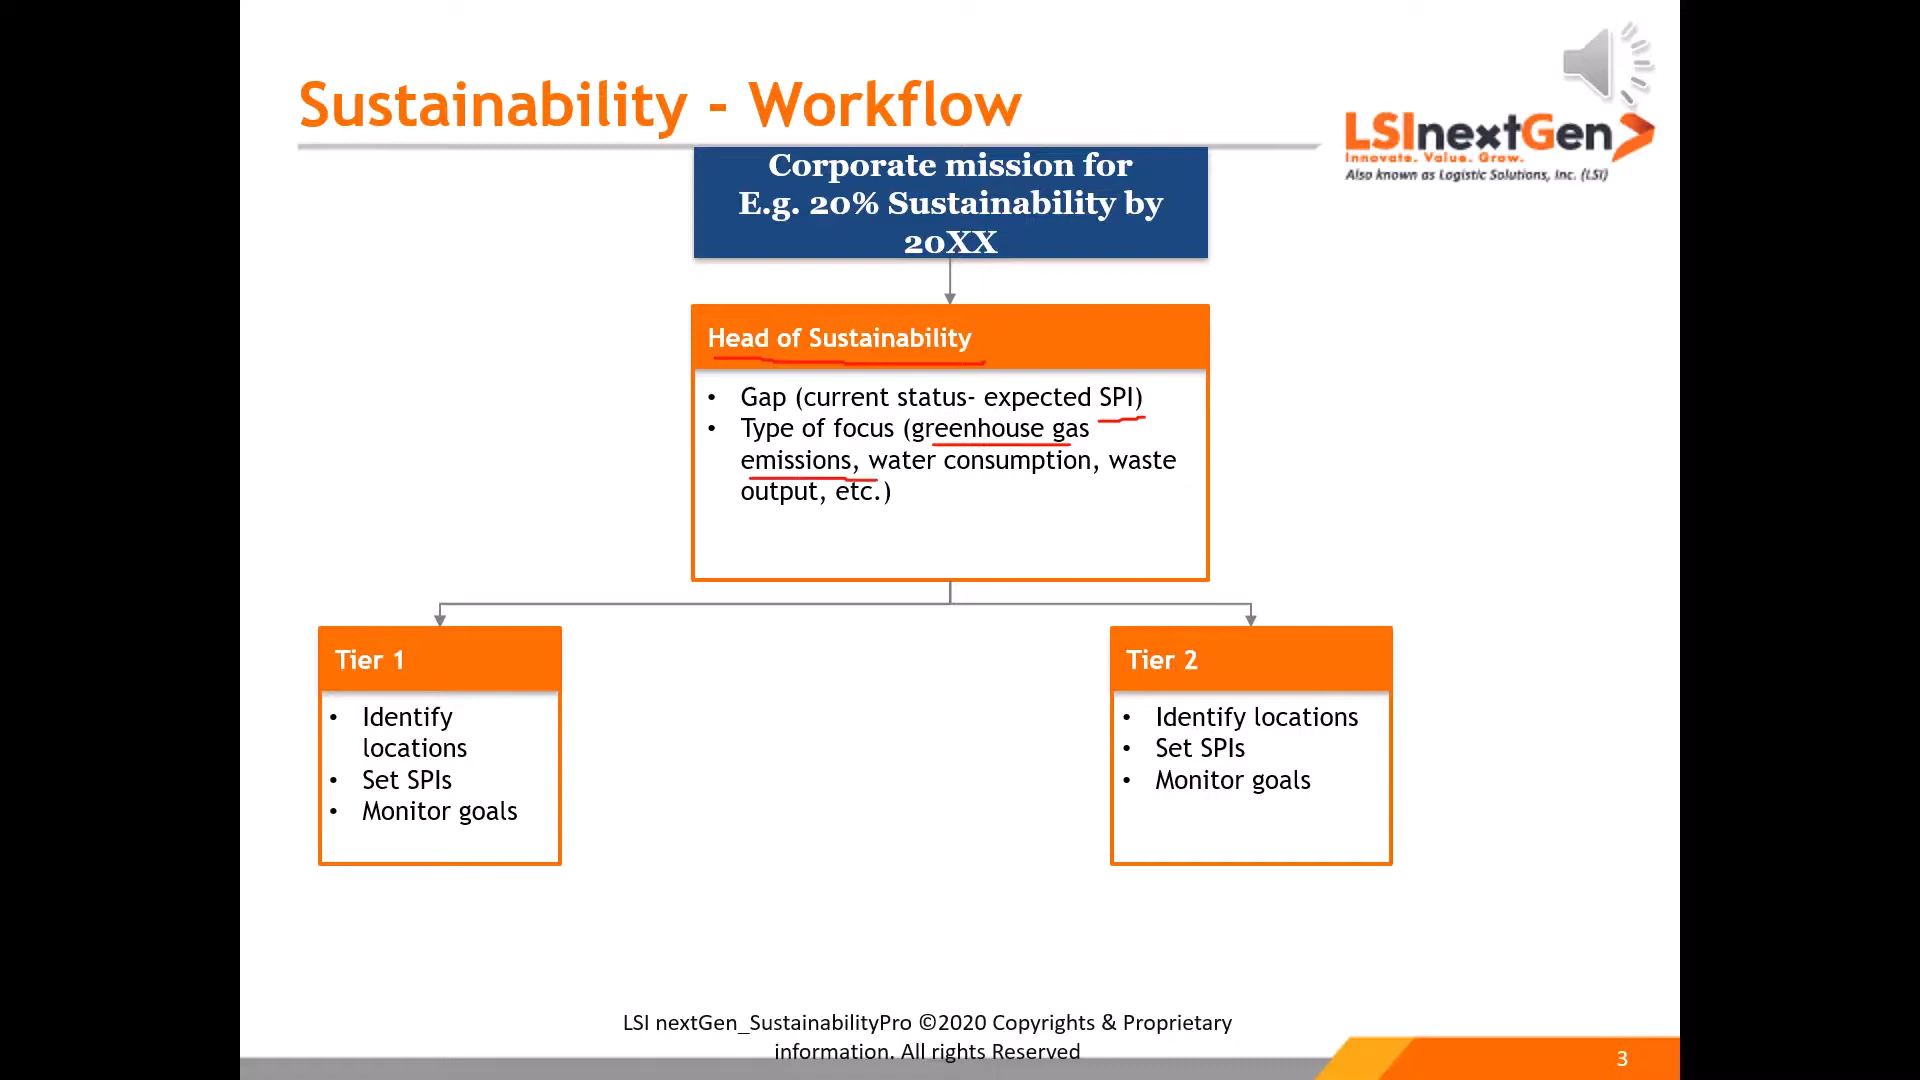 Sustainability - Workflow
LSInextGen
Innovate. Value. Grow.
Also known as Logistic Solutions, Inc. (LSI)
Corporate mission for
E.g. 20% Sustainability by
20XX
Head of Sustainability
• Gap (current status- expected SPI)
• Type of focus (greenhouse gas
emissions, water consumption, waste
output, etc.)
Tier 1
• Identify
locations
• Set SPIs
• Monitor goals
Tier 2
• Identify locations
• Set SPIs
• Monitor goals
LSI nextGen_SustainabilityPro ©2020 Copyrights & Proprietary
information. All rights Reserved
3